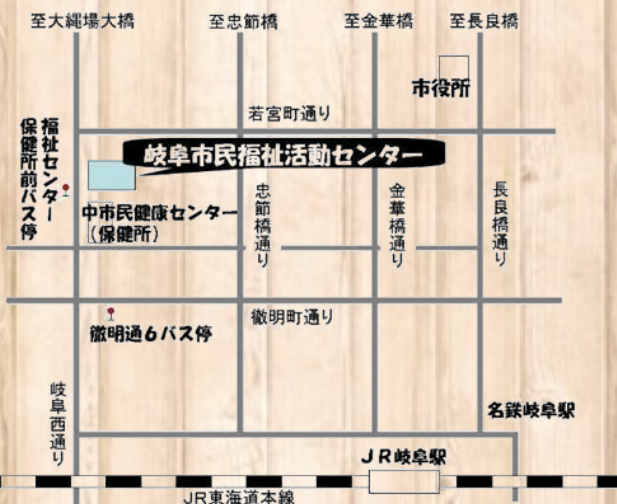 至大縄場大橋
至忠節橋
至金華橋
至長良橋
市役所
若宮町通り
岐阜市民福祉活動センター
福祉センター
保健所前バス停
中市民健康センター
(保健所)
忠節橋通り
金華橋通り
長良橋通り
徹明町通り
徹明通6バス停
岐阜西通り
名鉄岐阜駅
JR岐阜駅
JR東海道本線